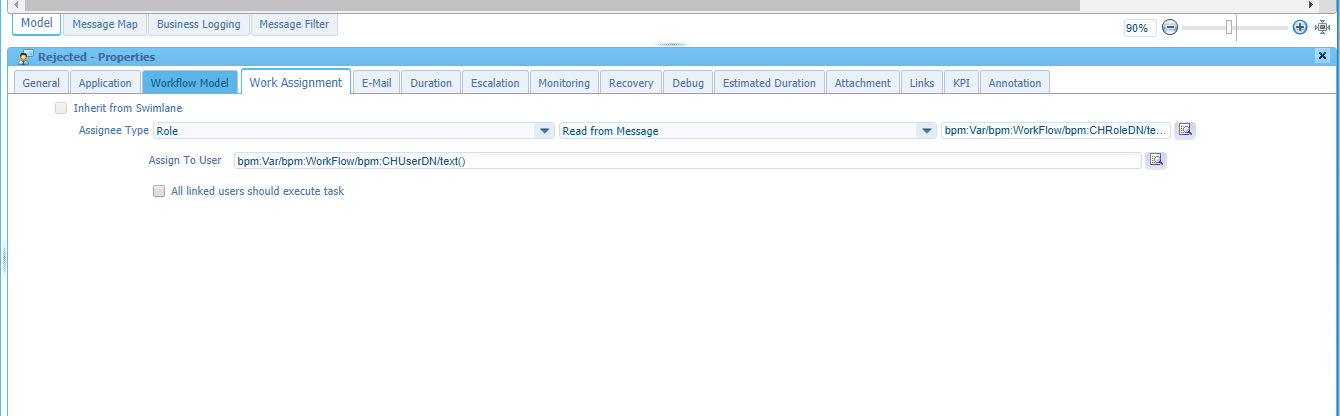 Model Message Map Business Logging Message Filter 90%
Rejected - Properties
General Application Workflow Model Work Assignment E-Mail Duration Escalation Monitoring Recovery Debug Estimated Duration Attachment Links KPI Annotation
Inherit from Swimlane
Assignee Type Role Read from Message bpm:Var/bpm:WorkFlow/bpm:CHRoleDN/te...
Assign To User bpm:Var/bpm:WorkFlow/bpm:CHUserDN/text()
All linked users should execute task